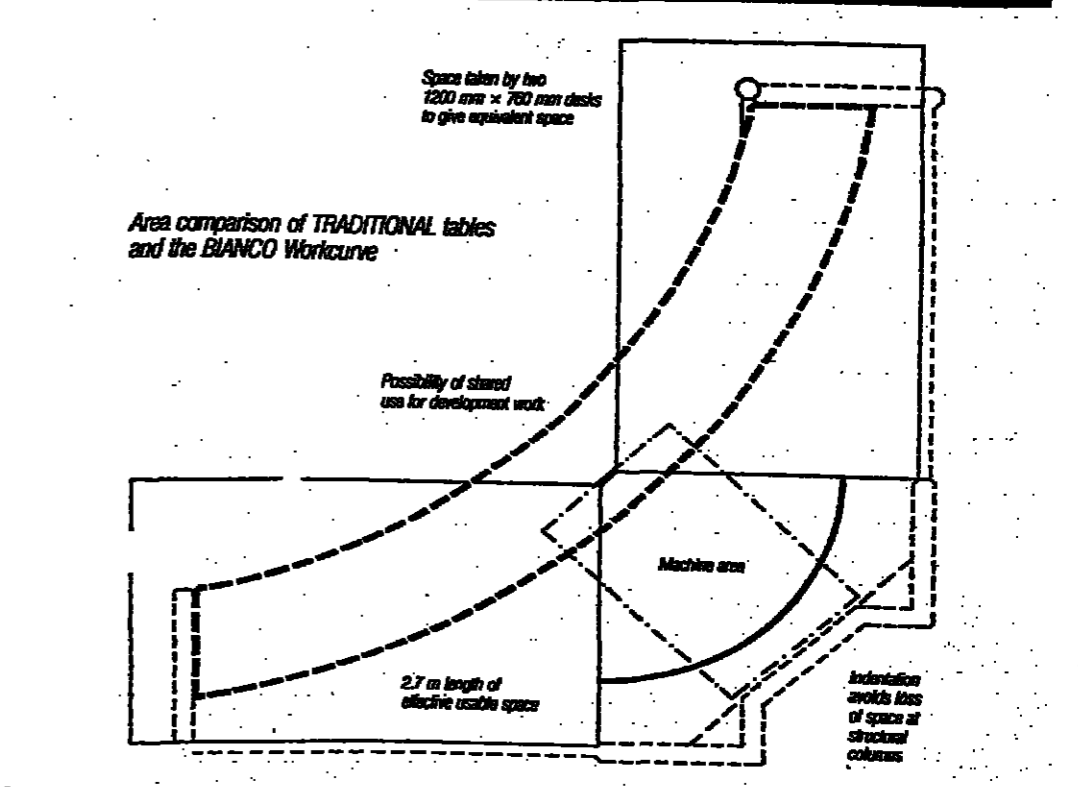 Space taken by two
1200 mm × 760 mm desks
to give equivalent space
Area comparison of TRADITIONAL tables
and the BIANCO Workcurve
Possibility of shared
use for development work
Machine area
2.7 m length of
effective usable space
Indentation
avoids loss
of space at
structural
columns